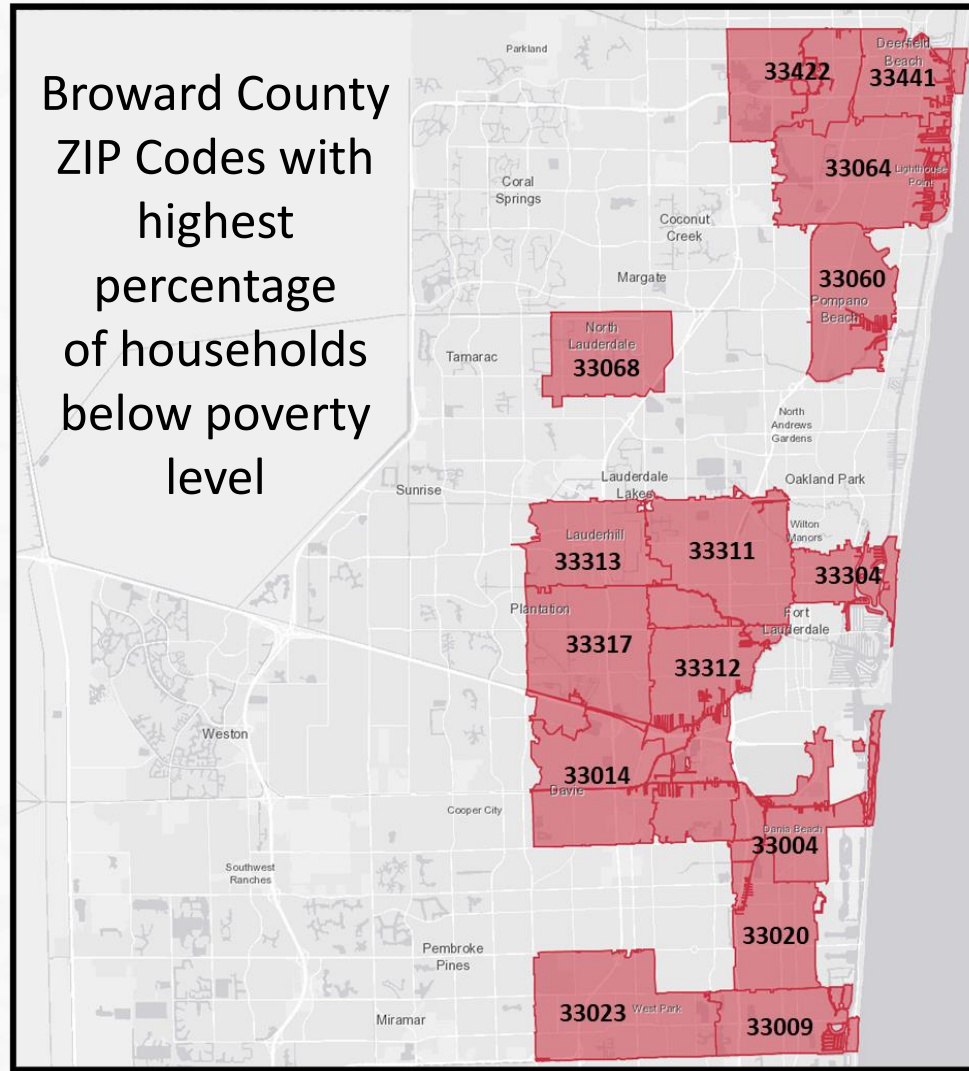 Broward County
ZIP Codes with
highest
percentage
of households
below poverty
level
Parkland
Deerfield
Beach
33422
33441
33064
Lighthouse
Point
Coral
Springs
Coconut
Creek
Margate
33060
Pompano
Beach
North
Lauderdale
33068
Tamarac
North
Andrews
Gardens
Lauderdale
Lakes
Oakland Park
Sunrise
Wilton
Manors
Lauderhill
33313
33311
33304
Plantation
Fort
Lauderdale
33317
33312
Weston
33014
Davie
Cooper City
Dania Beach
33004
Southwest
Ranches
33020
Pembroke
Pines
33023
West Park
33009
Miramar